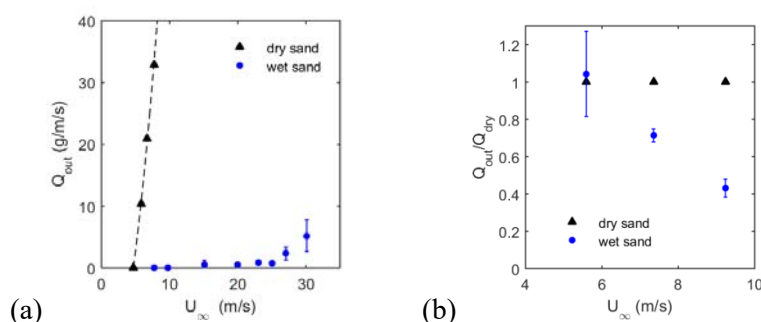 40
30
20
10
0
Q_out (g/m/s)
dry sand
wet sand
0 10 20 30
U_∞ (m/s)
(a)
1.2
1
0.8
0.6
0.4
0.2
0
Q_out/Q_dry
dry sand
wet sand
4 6 8 10
U_∞ (m/s)
(b)